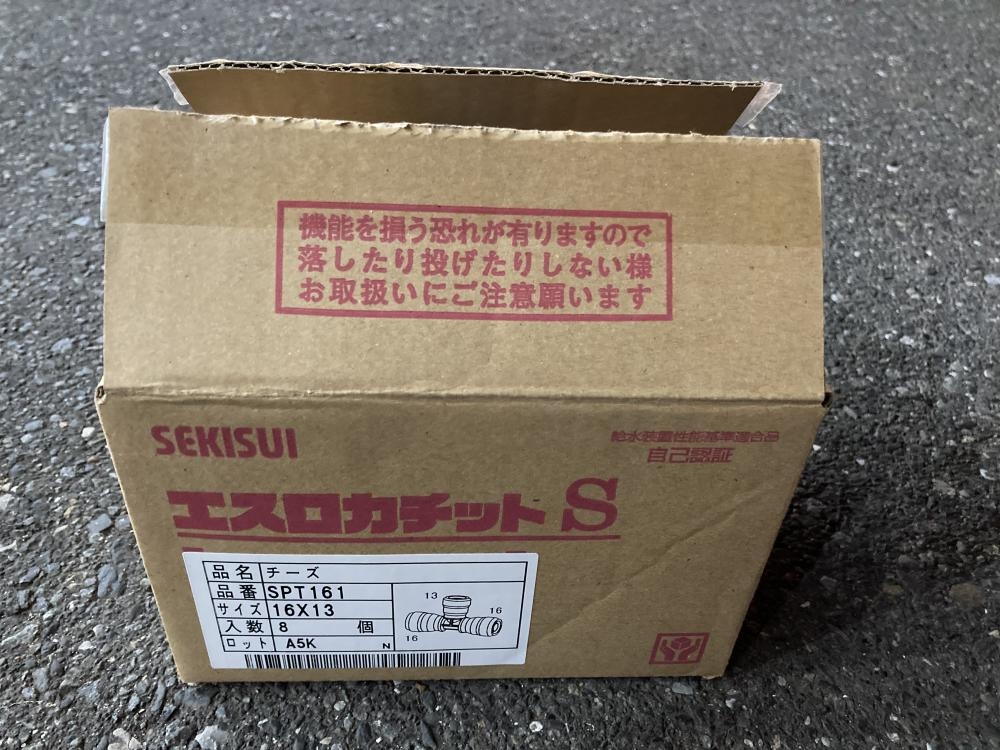 機能を損う恐れが有りますので
落したり投げたりしない様
お取扱いにご注意願います
SEKISUI
給水装置性能基準適合品
自己認証
エスロカチットS
品名 チーズ
品番 SPT161
サイズ 16X13
入数 8 個
ロット A5K N
13
16
16